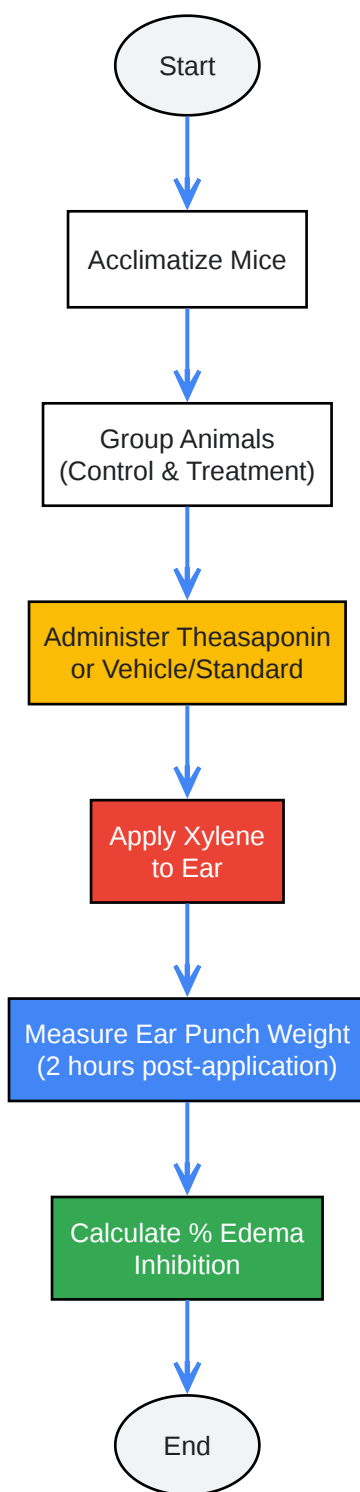 Start
Acclimatize Mice
Group Animals
(Control & Treatment)
Administer Theasaponin
or Vehicle/Standard
Apply Xylene
to Ear
Measure Ear Punch Weight
(2 hours post-application)
Calculate % Edema
Inhibition
End